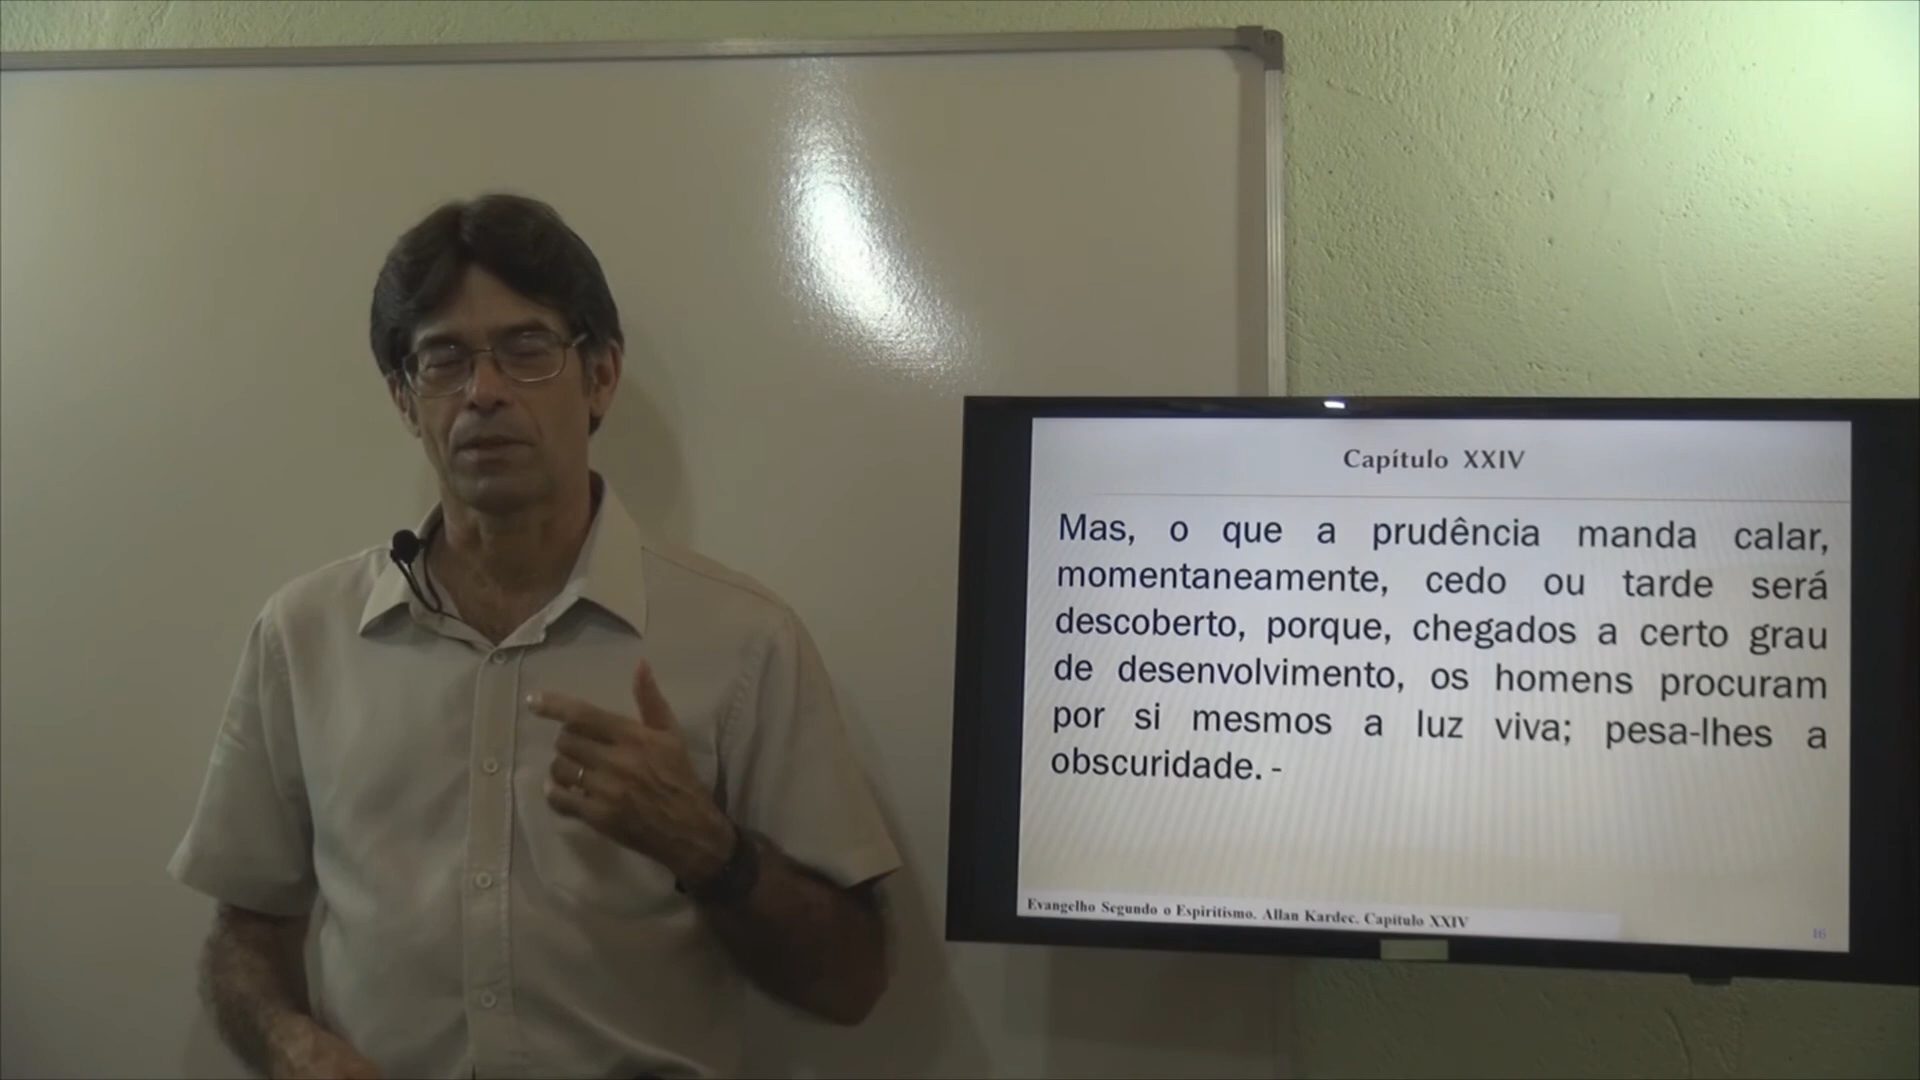 Capítulo XXIV
Mas, o que a prudência manda calar,
momentaneamente, cedo ou tarde será
descoberto, porque, chegados a certo grau
de desenvolvimento, os homens procuram
por si mesmos a luz viva; pesa-lhes a
obscuridade. -
Evangelho Segundo o Espiritismo. Allan Kardec. Capítulo XXIV
16